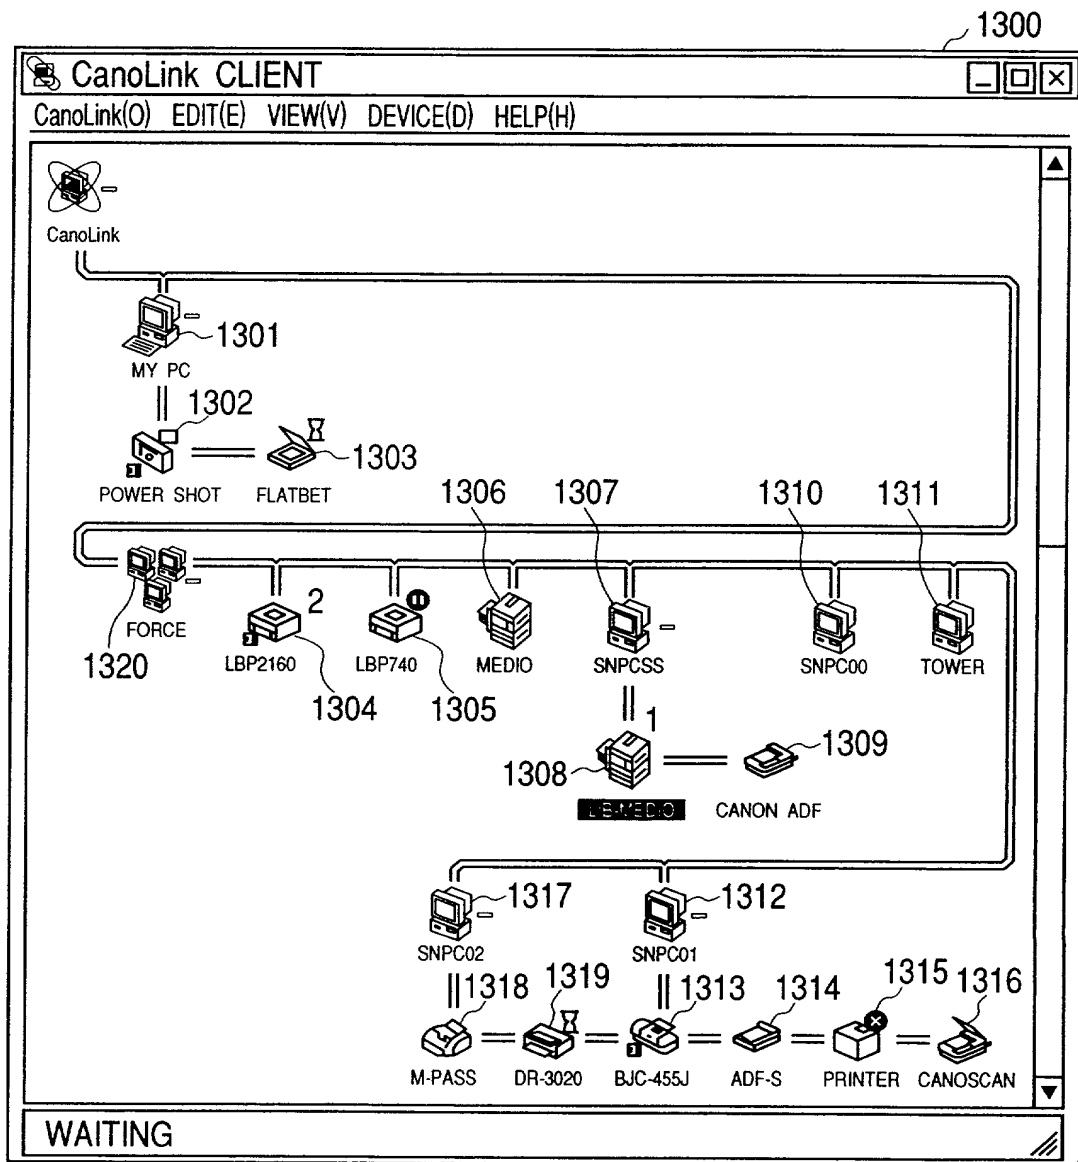 1300
CanoLink CLIENT
CanoLink(O) EDIT(E) VIEW(V) DEVICE(D) HELP(H)
CanoLink
1301
MY PC
1302
1303
POWER SHOT FLATBET
1306 1307 1310 1311
2
FORCE
LBP2160 LBP740 MEDIO SNPCSS SNPC00 TOWER
1320
1304 1305
1
1308 1309
LIB-MEDIO CANON ADF
1317 1312
SNPC02 SNPC01
1318 1319 1313 1314 1315 1316
M-PASS DR-3020 BJC-455J ADF-S PRINTER CANOSCAN
WAITING